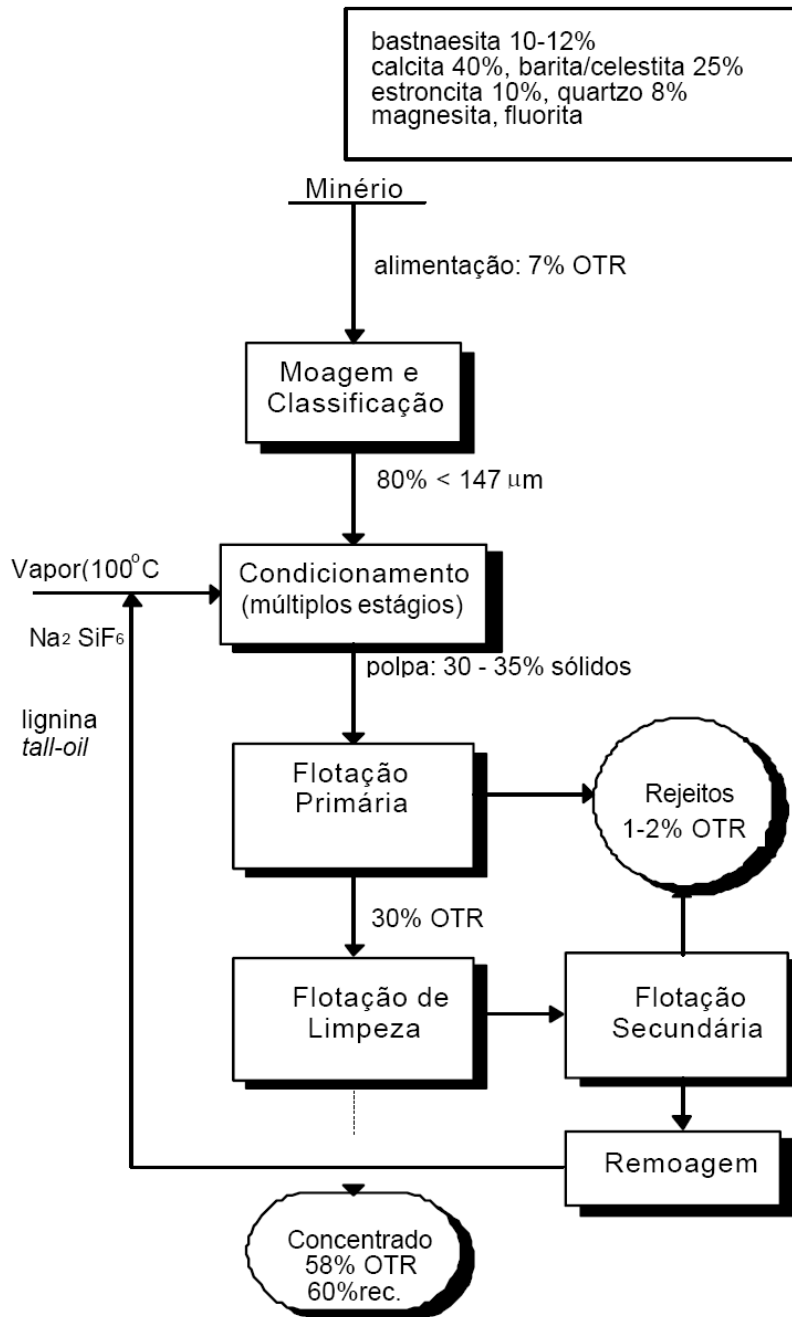 bastnaesita 10-12%
calcita 40%, barita/celestita 25%
estroncita 10%, quartzo 8%
magnesita, fluorita
Minério
alimentação: 7% OTR
Moagem e
Classificação
80% < 147 μm
Vapor(100°C
Condicionamento
(múltiplos estágios)
Na₂ SiF₆
polpa: 30 - 35% sólidos
lignina
tall-oil
Flotação
Primária
Rejeitos
1-2% OTR
30% OTR
Flotação de
Limpeza
Flotação
Secundária
Remoagem
Concentrado
58% OTR
60%rec.